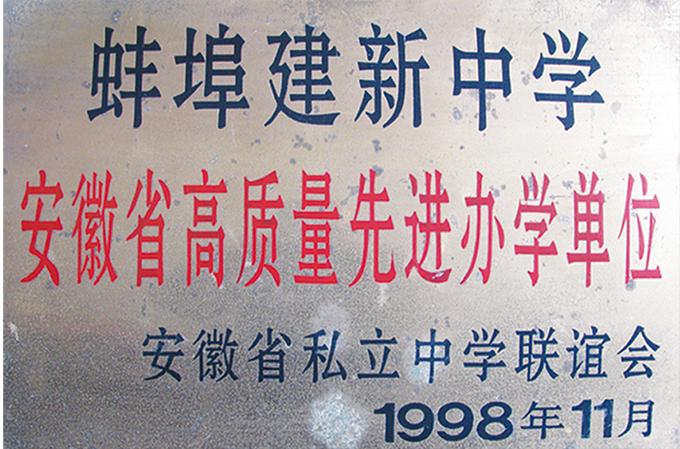 蚌埠建新中学
安徽省高质量先进办学单位
安徽省私立中学联谊会
1998年11月